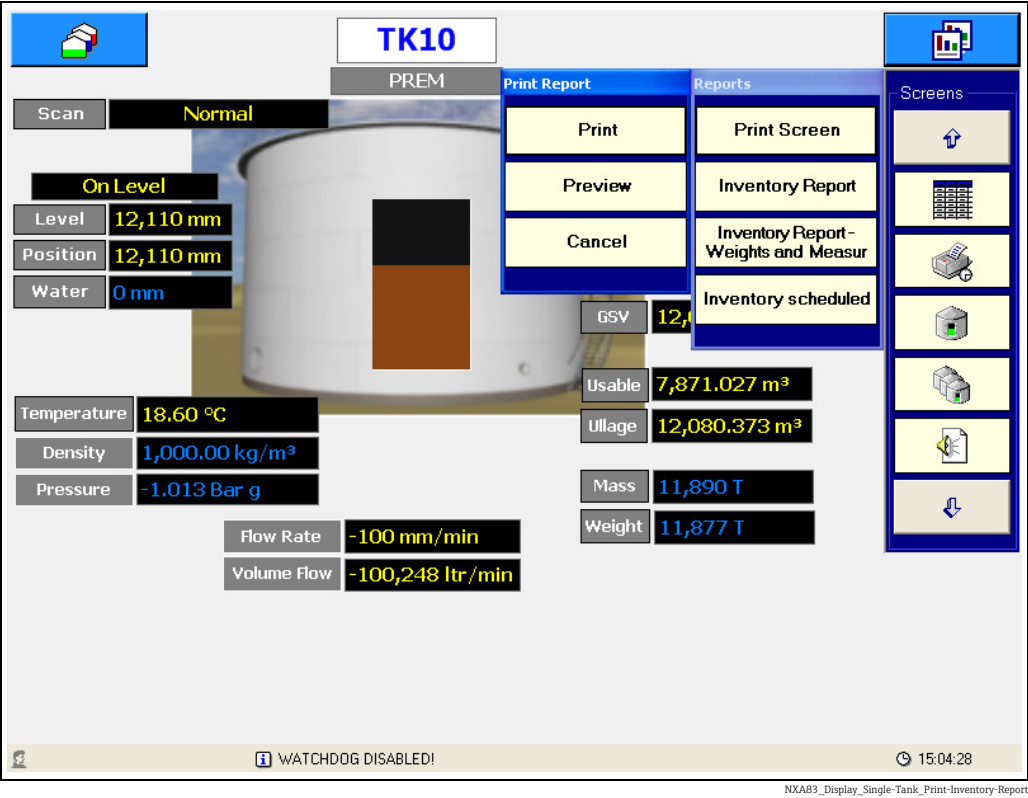 TK10
PREM
Print Report
Reports
Screens
Scan
Normal
Print
Print Screen
Preview
Inventory Report
Cancel
Inventory Report-
Weights and Measur
Inventory scheduled
On Level
Level 12,110 mm
Position 12,110 mm
Water 0 mm
GSV 12,
Usable 7,871.027 m³
Ullage 12,080.373 m³
Temperature 18.60 ºC
Density 1,000.00 kg/m³
Pressure -1.013 Bar g
Mass 11,890 T
Weight 11,877 T
Flow Rate -100 mm/min
Volume Flow -100,248 ltr/min
WATCHDOG DISABLED!
15:04:28
NXA83_Display_Single-Tank_Print-Inventory-Report